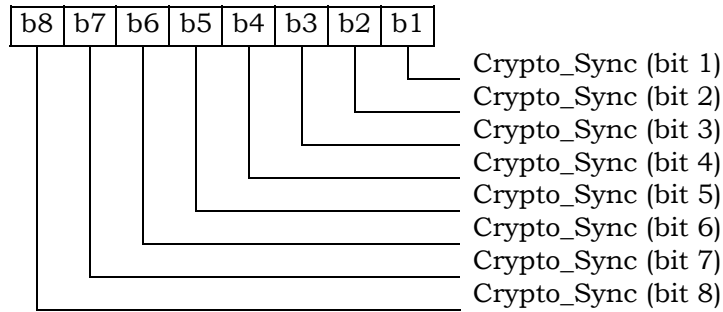 b8 b7 b6 b5 b4 b3 b2 b1
Crypto_Sync (bit 1)
Crypto_Sync (bit 2)
Crypto_Sync (bit 3)
Crypto_Sync (bit 4)
Crypto_Sync (bit 5)
Crypto_Sync (bit 6)
Crypto_Sync (bit 7)
Crypto_Sync (bit 8)